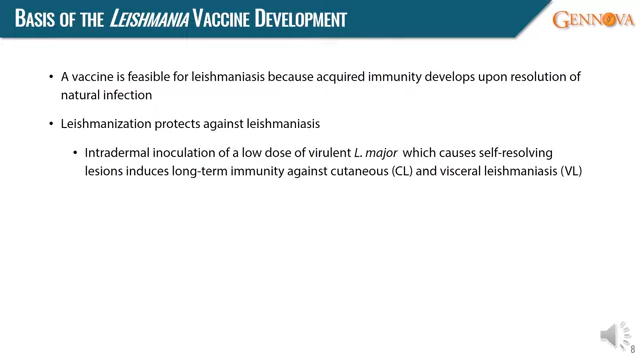 BASIS OF THE LEISHMANIA VACCINE DEVELOPMENT
GENNOVA
• A vaccine is feasible for leishmaniasis because acquired immunity develops upon resolution of
natural infection
• Leishmanization protects against leishmaniasis
• Intradermal inoculation of a low dose of virulent L. major which causes self-resolving
lesions induces long-term immunity against cutaneous (CL) and visceral leishmaniasis (VL)
8